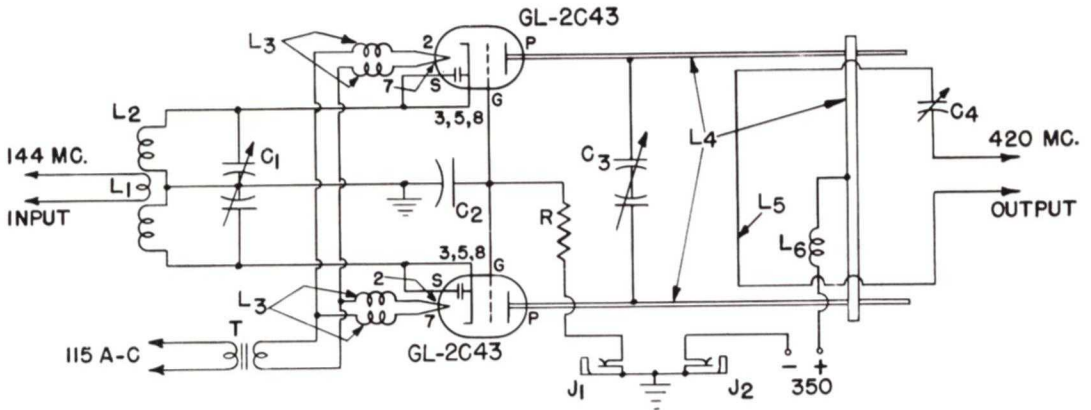 GL-2C43
L3
2
P
7
S
G
3,5,8
L2
144 MC.
L1
INPUT
C1
C2
C3
L4
C4
420 MC.
OUTPUT
L5
L6
R
3,5,8
G
2
S
L3
7
P
T
GL-2C43
115 A-C
J1
J2
- +
350